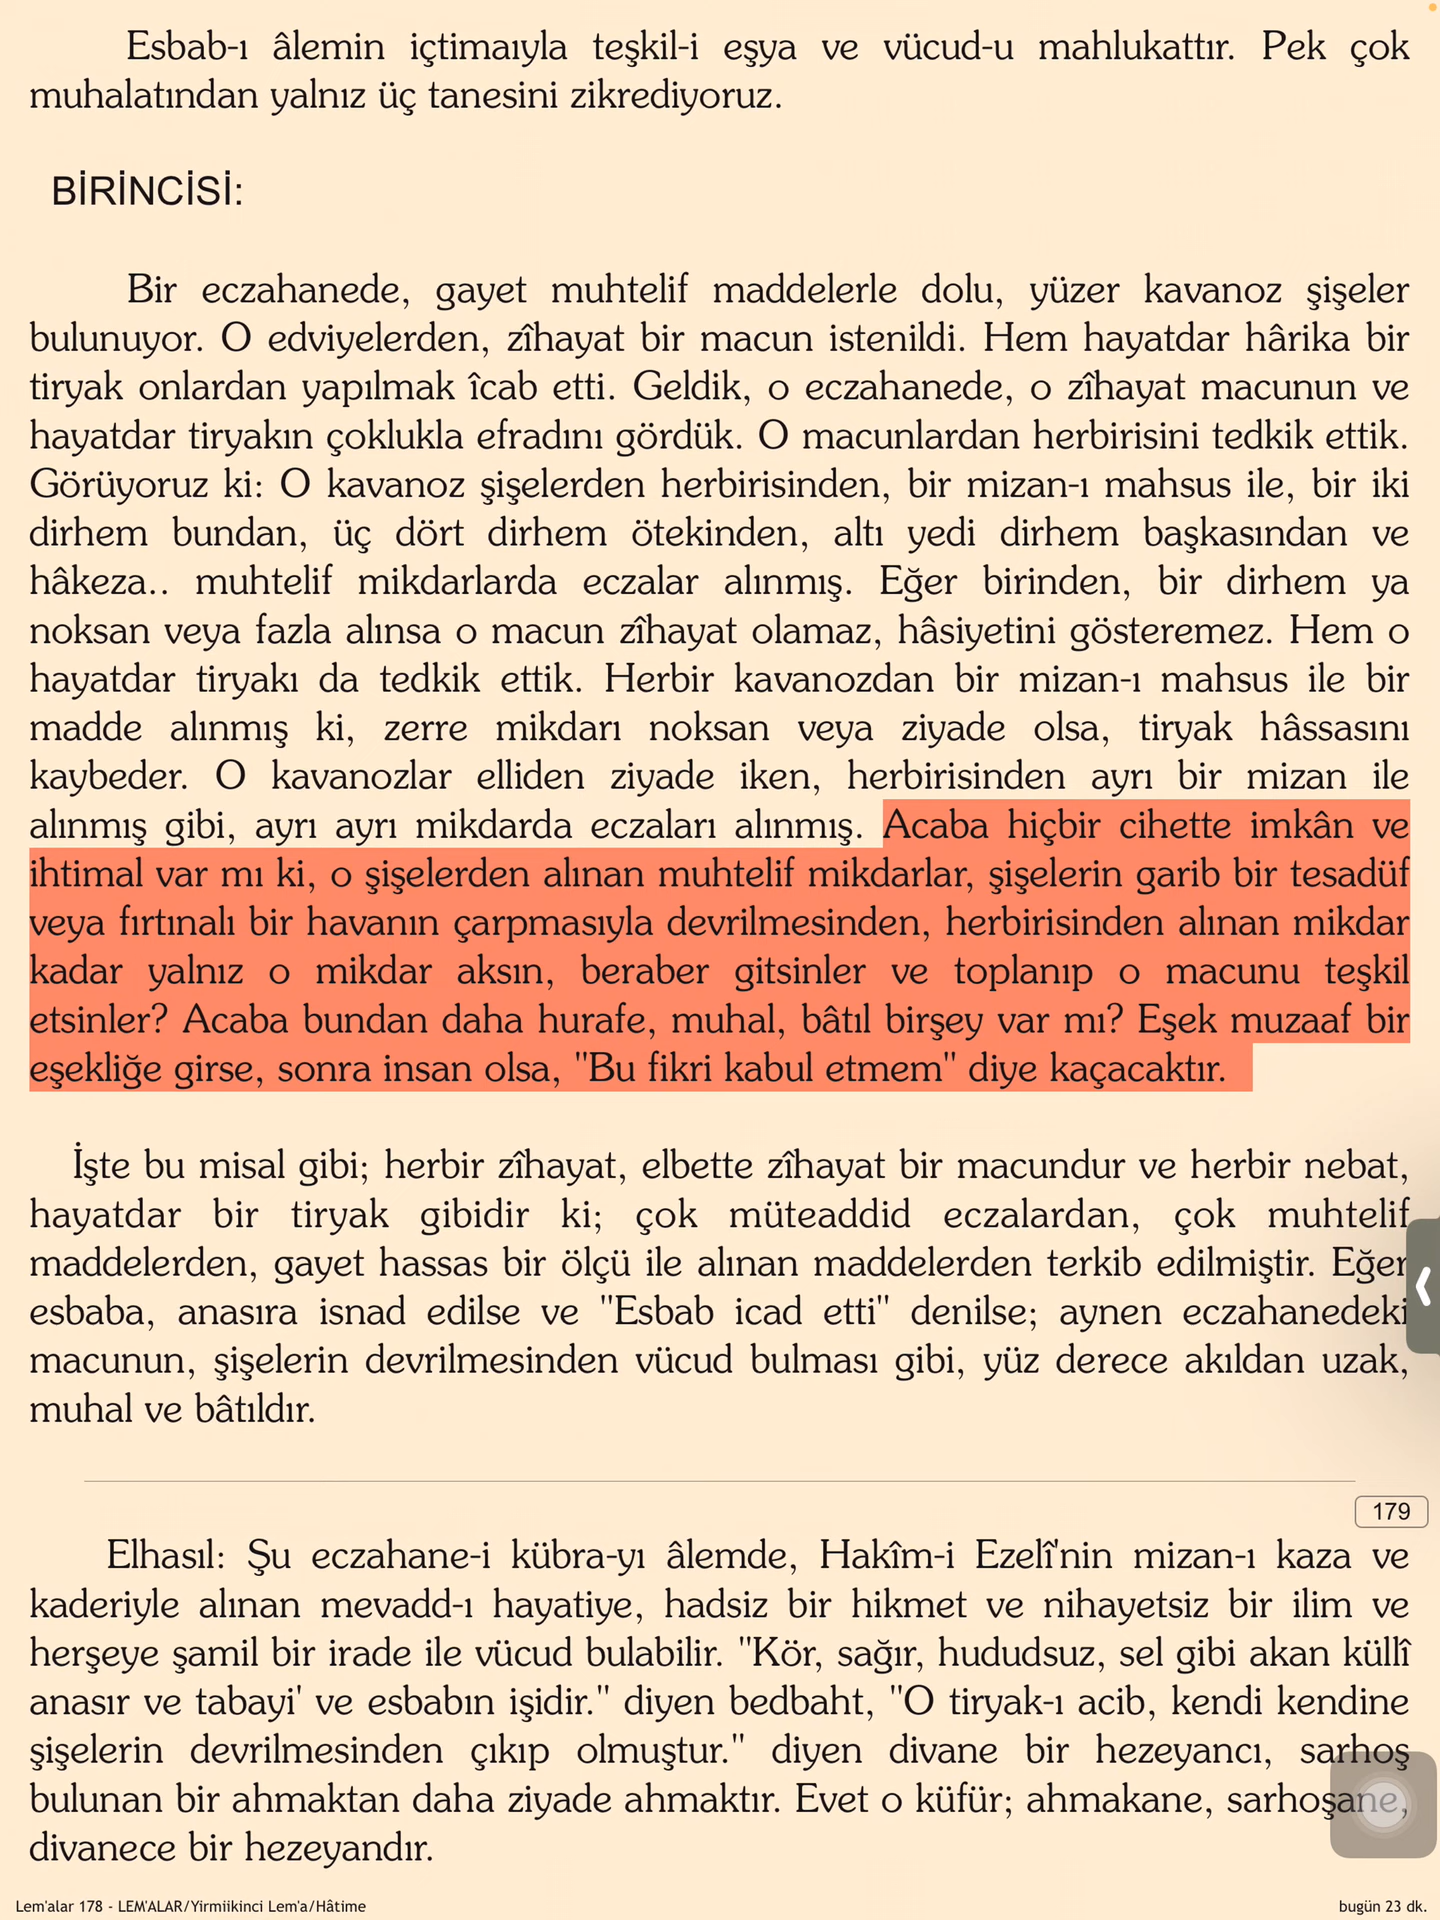 Esbab-ı âlemin içtimaıyla teşkil-i eşya ve vücud-u mahlukattır. Pek çok
muhalatından yalnız üç tanesini zikrediyoruz.
BİRİNCİSİ:
Bir eczahanede, gayet muhtelif maddelerle dolu, yüzer kavanoz şişeler
bulunuyor. O edviyelerden, zîhayat bir macun istenildi. Hem hayatdar hârika bir
tiryak onlardan yapılmak îcab etti. Geldik, o eczahanede, o zîhayat macunun ve
hayatdar tiryakın çoklukla efradını gördük. O macunlardan herbirisini tedkik ettik.
Görüyoruz ki: O kavanoz şişelerden herbirisinden, bir mizan-ı mahsus ile, bir iki
dirhem bundan, üç dört dirhem ötekinden, altı yedi dirhem başkasından ve
hâkeza.. muhtelif mikdarlarda eczalar alınmış. Eğer birinden, bir dirhem ya
noksan veya fazla alınsa o macun zîhayat olamaz, hâsiyetini gösteremez. Hem o
hayatdar tiryakı da tedkik ettik. Herbir kavanozdan bir mizan-ı mahsus ile bir
madde alınmış ki, zerre mikdarı noksan veya ziyade olsa, tiryak hâssasını
kaybeder. O kavanozlar elliden ziyade iken, herbirisinden ayrı bir mizan ile
alınmış gibi, ayrı ayrı mikdarda eczaları alınmış. Acaba hiçbir cihette imkân ve
ihtimal var mı ki, o şişelerden alınan muhtelif mikdarlar, şişelerin garib bir tesadüf
veya fırtınalı bir havanın çarpmasıyla devrilmesinden, herbirisinden alınan mikdar
kadar yalnız o mikdar aksın, beraber gitsinler ve toplanıp o macunu teşkil
etsinler? Acaba bundan daha hurafe, muhal, bâtıl birşey var mı? Eşek muzaaf bir
eşekliğe girse, sonra insan olsa, "Bu fikri kabul etmem" diye kaçacaktır.
İşte bu misal gibi; herbir zîhayat, elbette zîhayat bir macundur ve herbir nebat,
hayatdar bir tiryak gibidir ki; çok müteaddid eczalardan, çok muhtelif
maddelerden, gayet hassas bir ölçü ile alınan maddelerden terkib edilmiştir. Eğer
esbaba, anasıra isnad edilse ve "Esbab icad etti" denilse; aynen eczahanedeki
macunun, şişelerin devrilmesinden vücud bulması gibi, yüz derece akıldan uzak,
muhal ve bâtıldır.
179
Elhasıl: Şu eczahane-i kübra-yı âlemde, Hakîm-i Ezelî'nin mizan-ı kaza ve
kaderiyle alınan mevadd-ı hayatiye, hadsiz bir hikmet ve nihayetsiz bir ilim ve
herşeye şamil bir irade ile vücud bulabilir. "Kör, sağır, hududsuz, sel gibi akan küllî
anasır ve tabayi' ve esbabın işidir." diyen bedbaht, "O tiryak-ı acib, kendi kendine
şişelerin devrilmesinden çıkıp olmuştur." diyen divane bir hezeyancı, sarhoş
bulunan bir ahmaktan daha ziyade ahmaktır. Evet o küfür; ahmakane, sarhoşane,
divanece bir hezeyandır.
Lem'alar 178 - LEM'ALAR/Yirmiikinci Lem'a/Hâtime
bugün 23 dk.